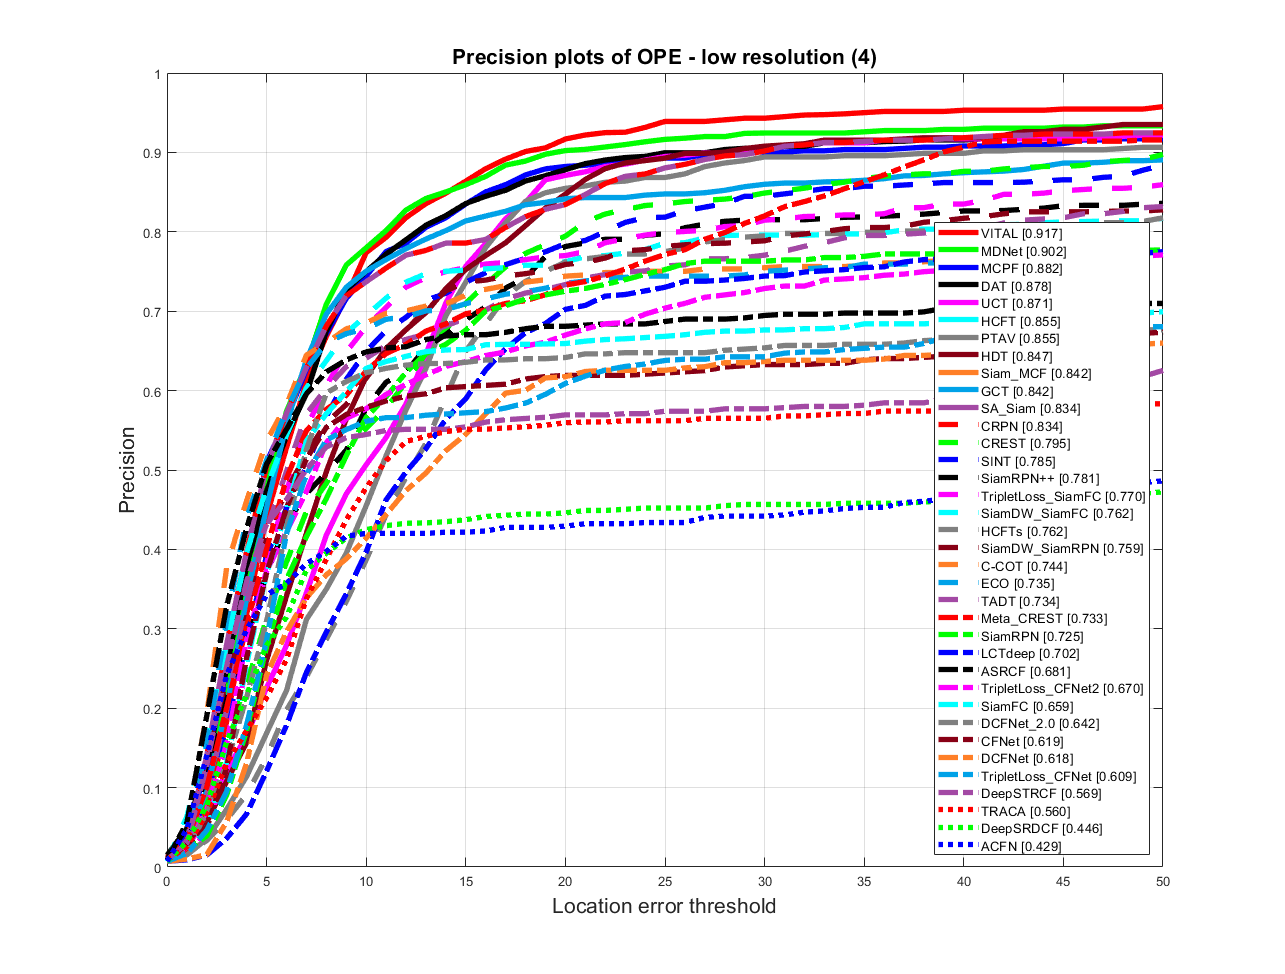 Precision plots of OPE - low resolution (4)
1
0.9
0.8
0.7
0.6
0.5
0.4
0.3
0.2
0.1
0
Precision
0 5 10 15 20 25 30 35 40 45 50
Location error threshold
VITAL [0.917]
MDNet [0.902]
MCPF [0.882]
DAT [0.878]
UCT [0.871]
HCFT [0.855]
PTAV [0.855]
HDT [0.847]
Siam_MCF [0.842]
GCT [0.842]
SA_Siam [0.834]
CRPN [0.834]
CREST [0.795]
SINT [0.785]
SiamRPN++ [0.781]
TripletLoss_SiamFC [0.770]
SiamDW_SiamFC [0.762]
HCFTs [0.762]
SiamDW_SiamRPN [0.759]
C-COT [0.744]
ECO [0.735]
TADT [0.734]
Meta_CREST [0.733]
SiamRPN [0.725]
LCTdeep [0.702]
ASRCF [0.681]
TripletLoss_CFNet2 [0.670]
SiamFC [0.659]
DCFNet_2.0 [0.642]
CFNet [0.619]
DCFNet [0.618]
TripletLoss_CFNet [0.609]
DeepSTRCF [0.569]
TRACA [0.560]
DeepSRDCF [0.446]
ACFN [0.429]